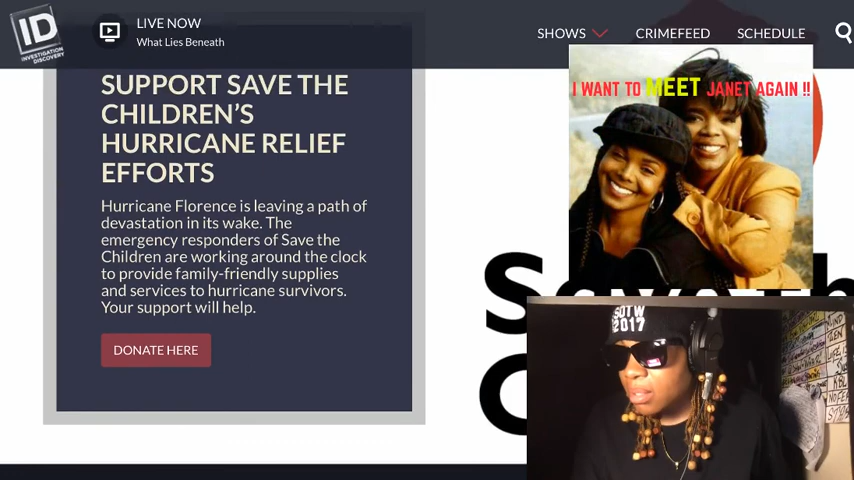 ID
INVESTIGATION
DISCOVERY
LIVE NOW
What Lies Beneath
SHOWS
CRIMEFEED
SCHEDULE
SUPPORT SAVE THE
CHILDREN'S
HURRICANE RELIEF
EFFORTS
Hurricane Florence is leaving a path of
devastation in its wake. The
emergency responders of Save the
Children are working around the clock
to provide family-friendly supplies
and services to hurricane survivors.
Your support will help.
DONATE HERE
I WANT TO MEET JANET AGAIN !!
SOTW
2017